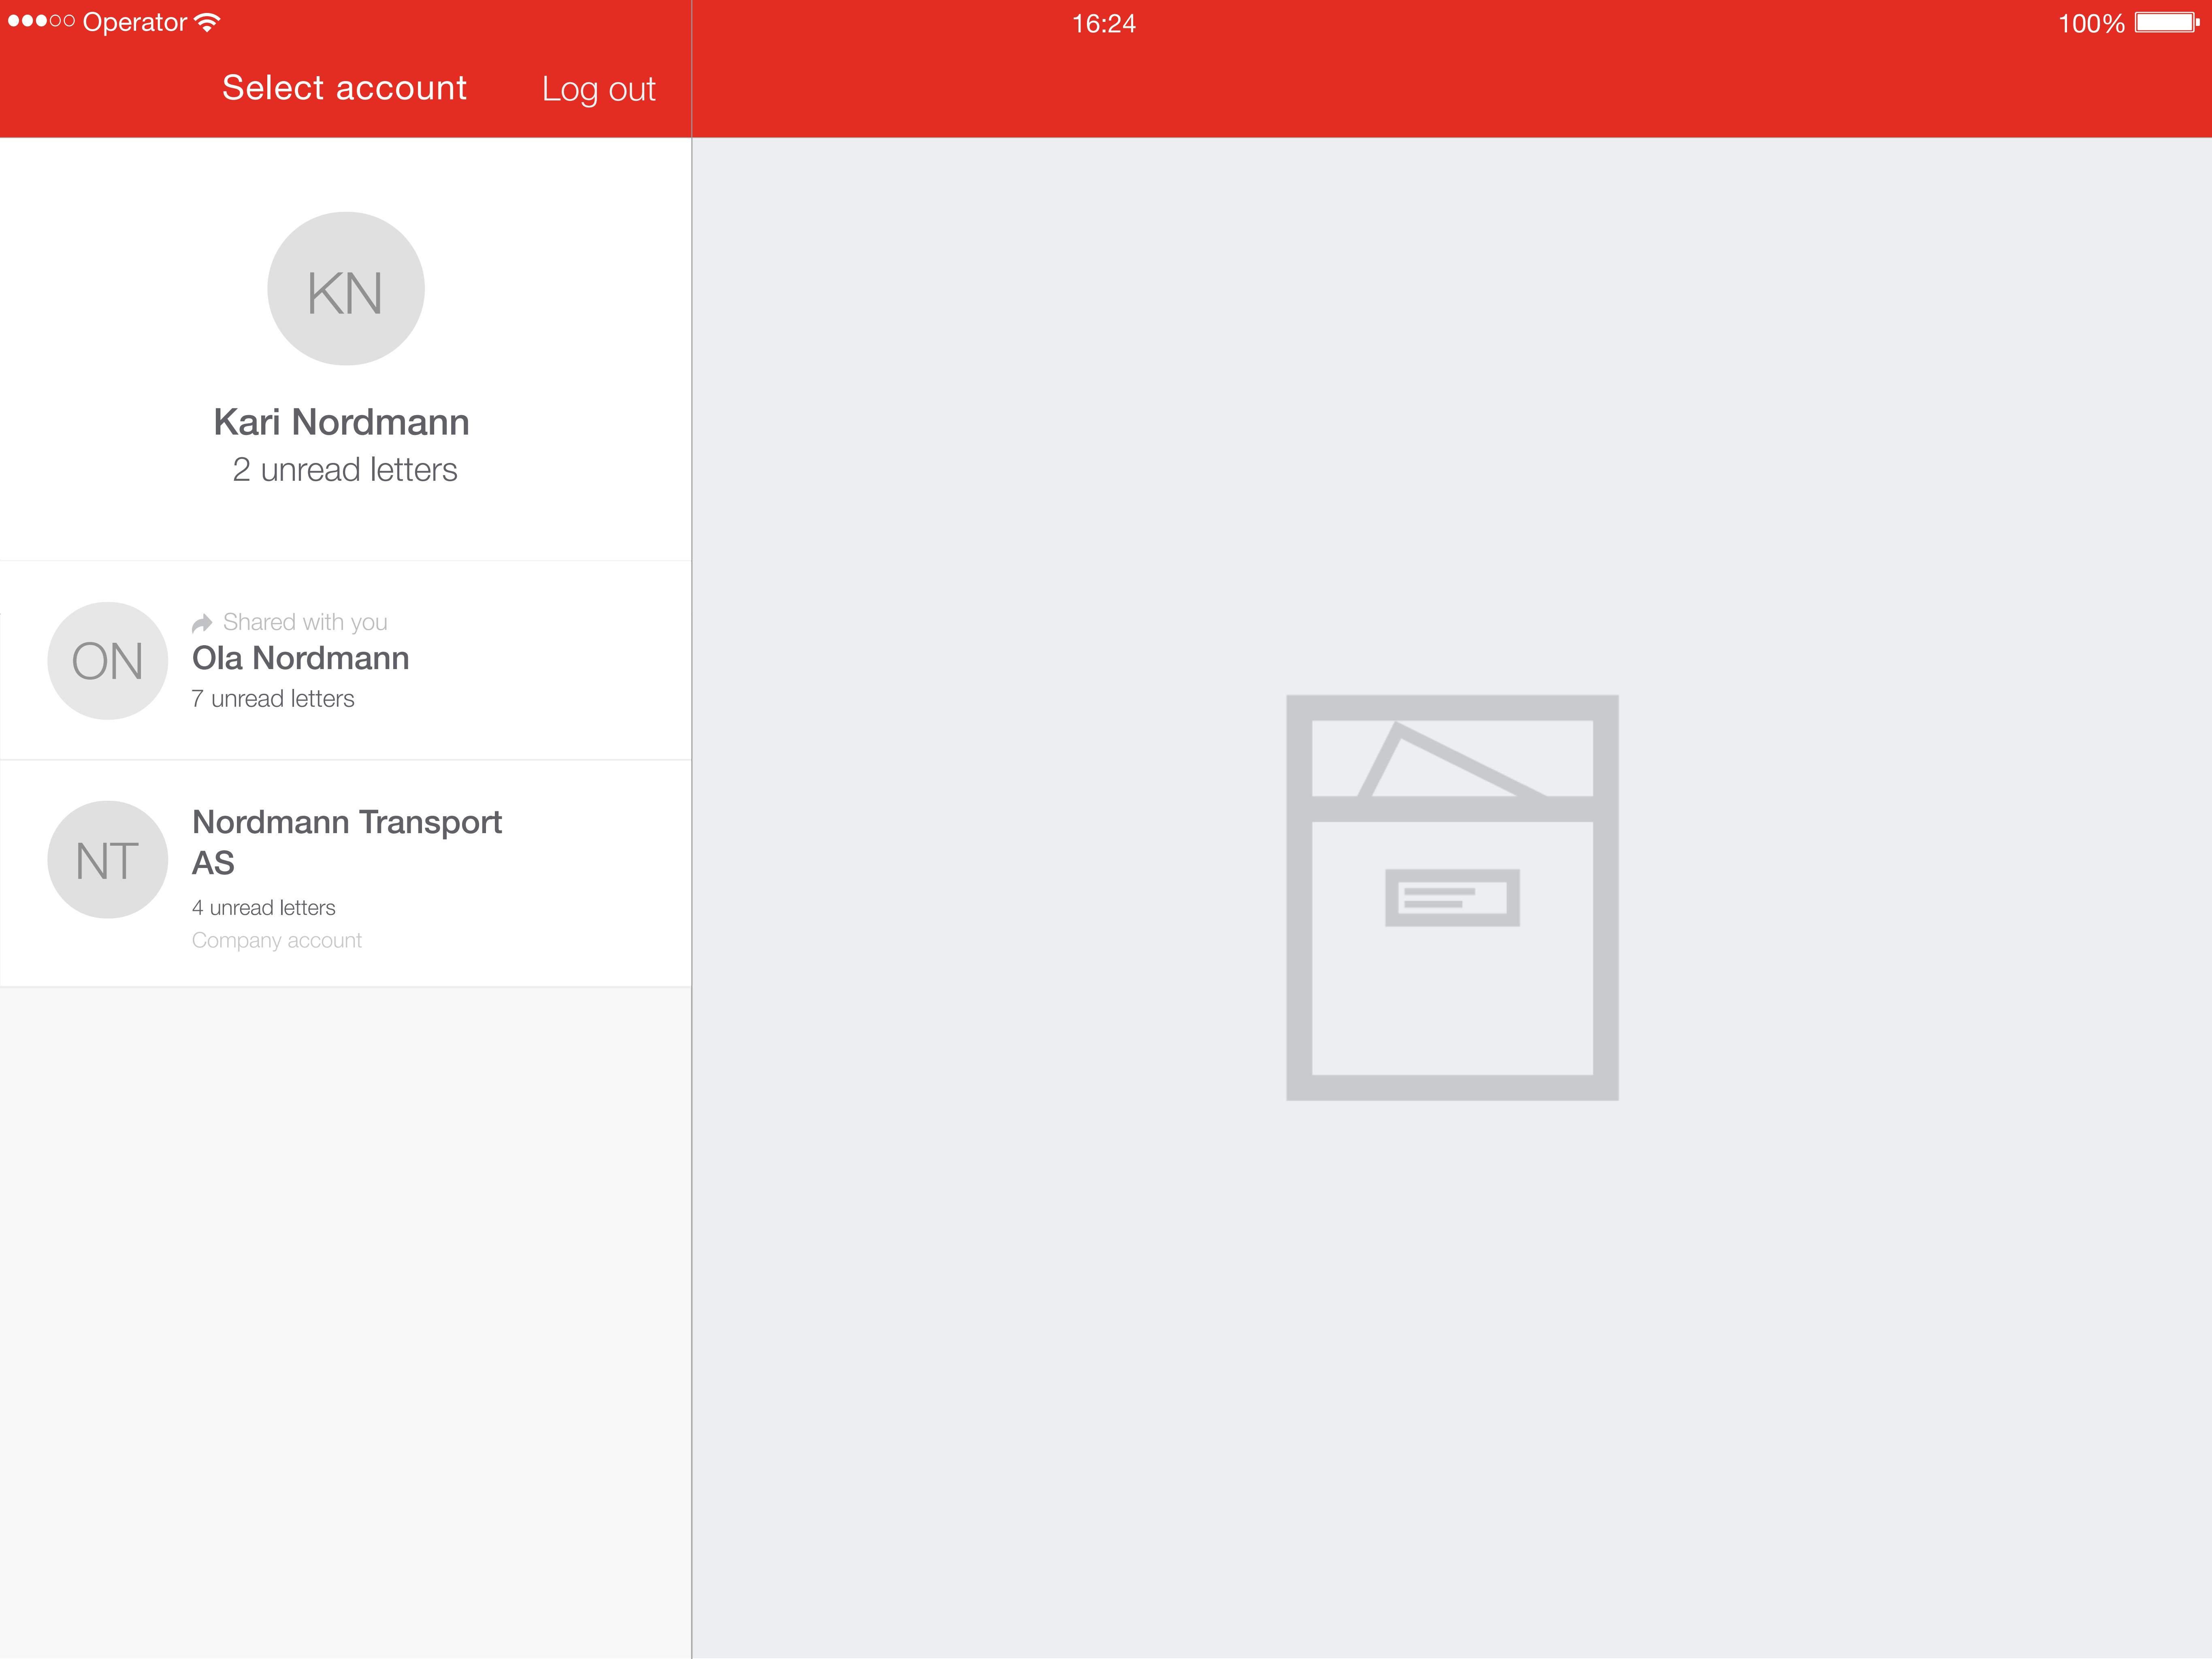 Operator
16:24
100%
Select account
Log out
KN
Kari Nordmann
2 unread letters
ON
Shared with you
Ola Nordmann
7 unread letters
NT
Nordmann Transport
AS
4 unread letters
Company account